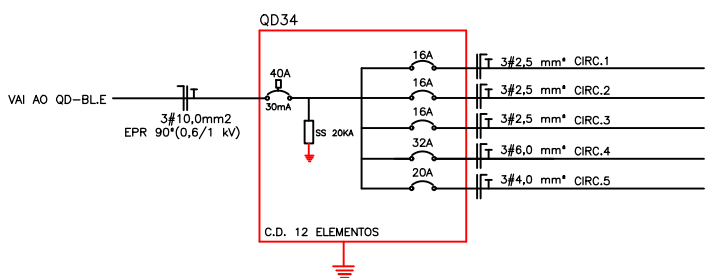 QD34
40A
30mA
VAI AO QD-BL.E
3#10,0mm2
EPR 90°(0,6/1 kV)
SS 20KA
16A
T 3#2,5 mm² CIRC.1
16A
T 3#2,5 mm² CIRC.2
16A
T 3#2,5 mm² CIRC.3
32A
T 3#6,0 mm² CIRC.4
20A
T 3#4,0 mm² CIRC.5
T
C.D. 12 ELEMENTOS